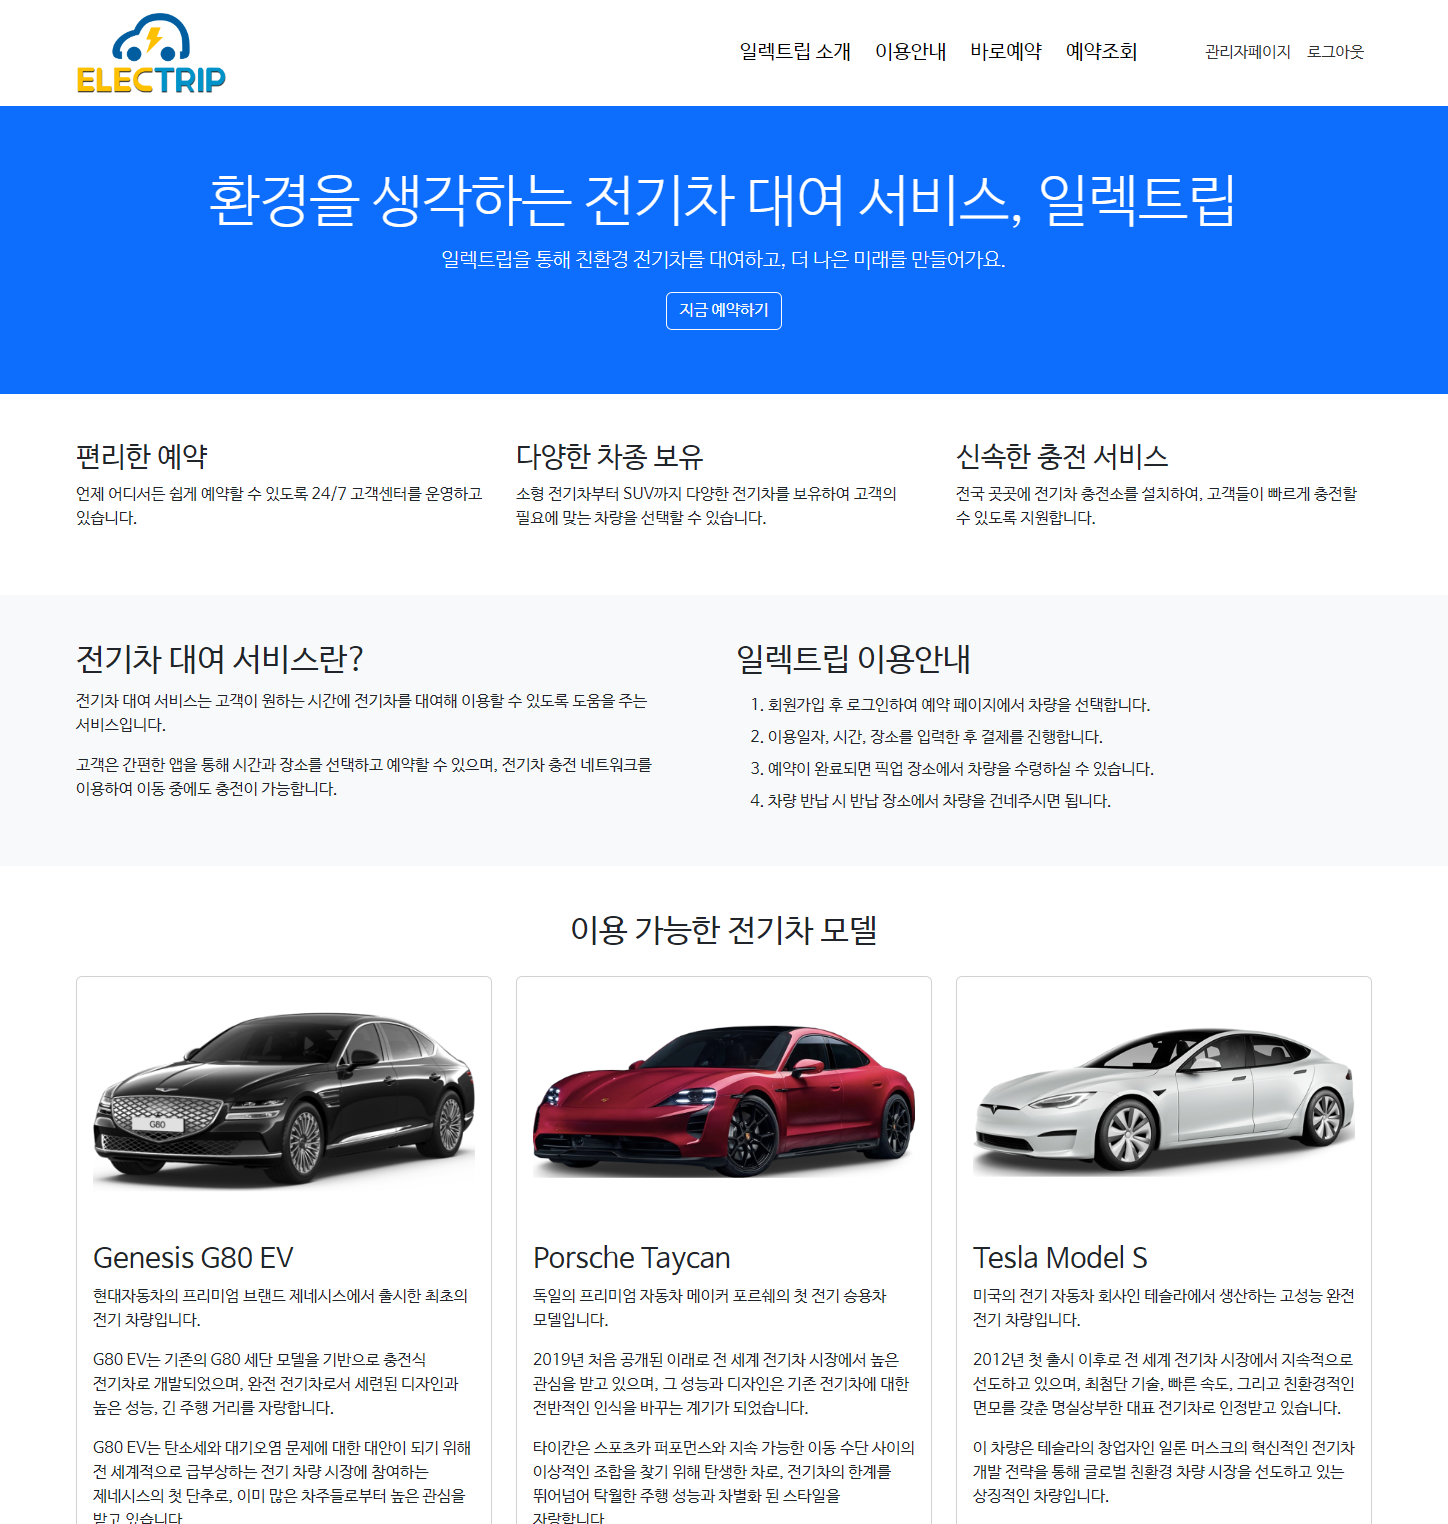 ELECTRIP
일렉트립 소개 이용안내 바로예약 예약조회 관리자페이지 로그아웃
환경을 생각하는 전기차 대여 서비스, 일렉트립
일렉트립을 통해 친환경 전기차를 대여하고, 더 나은 미래를 만들어가요.
지금 예약하기
편리한 예약
언제 어디서든 쉽게 예약할 수 있도록 24/7 고객센터를 운영하고
있습니다.
다양한 차종 보유
소형 전기차부터 SUV까지 다양한 전기차를 보유하여 고객의
필요에 맞는 차량을 선택할 수 있습니다.
신속한 충전 서비스
전국 곳곳에 전기차 충전소를 설치하여, 고객들이 빠르게 충전할
수 있도록 지원합니다.
전기차 대여 서비스란?
전기차 대여 서비스는 고객이 원하는 시간에 전기차를 대여해 이용할 수 있도록 도움을 주는
서비스입니다.
고객은 간편한 앱을 통해 시간과 장소를 선택하고 예약할 수 있으며, 전기차 충전 네트워크를
이용하여 이동 중에도 충전이 가능합니다.
일렉트립 이용안내
1. 회원가입 후 로그인하여 예약 페이지에서 차량을 선택합니다.
2. 이용일자, 시간, 장소를 입력한 후 결제를 진행합니다.
3. 예약이 완료되면 픽업 장소에서 차량을 수령하실 수 있습니다.
4. 차량 반납 시 반납 장소에서 차량을 건네주시면 됩니다.
이용 가능한 전기차 모델
G80
Genesis G80 EV
현대자동차의 프리미엄 브랜드 제네시스에서 출시한 최초의
전기 차량입니다.
G80 EV는 기존의 G80 세단 모델을 기반으로 충전식
전기차로 개발되었으며, 완전 전기차로서 세련된 디자인과
높은 성능, 긴 주행 거리를 자랑합니다.
G80 EV는 탄소세와 대기오염 문제에 대한 대안이 되기 위해
전 세계적으로 급부상하는 전기 차량 시장에 참여하는
제네시스의 첫 단추로, 이미 많은 차주들로부터 높은 관심을
받고 있습니다
Porsche Taycan
독일의 프리미엄 자동차 메이커 포르쉐의 첫 전기 승용차
모델입니다.
2019년 처음 공개된 이래로 전 세계 전기차 시장에서 높은
관심을 받고 있으며, 그 성능과 디자인은 기존 전기차에 대한
전반적인 인식을 바꾸는 계기가 되었습니다.
타이칸은 스포츠카 퍼포먼스와 지속 가능한 이동 수단 사이의
이상적인 조합을 찾기 위해 탄생한 차로, 전기차의 한계를
뛰어넘어 탁월한 주행 성능과 차별화 된 스타일을
자랑합니다
Tesla Model S
미국의 전기 자동차 회사인 테슬라에서 생산하는 고성능 완전
전기 차량입니다.
2012년 첫 출시 이후로 전 세계 전기차 시장에서 지속적으로
선도하고 있으며, 최첨단 기술, 빠른 속도, 그리고 친환경적인
면모를 갖춘 명실상부한 대표 전기차로 인정받고 있습니다.
이 차량은 테슬라의 창업자인 일론 머스크의 혁신적인 전기차
개발 전략을 통해 글로벌 친환경 차량 시장을 선도하고 있는
상징적인 차량입니다.